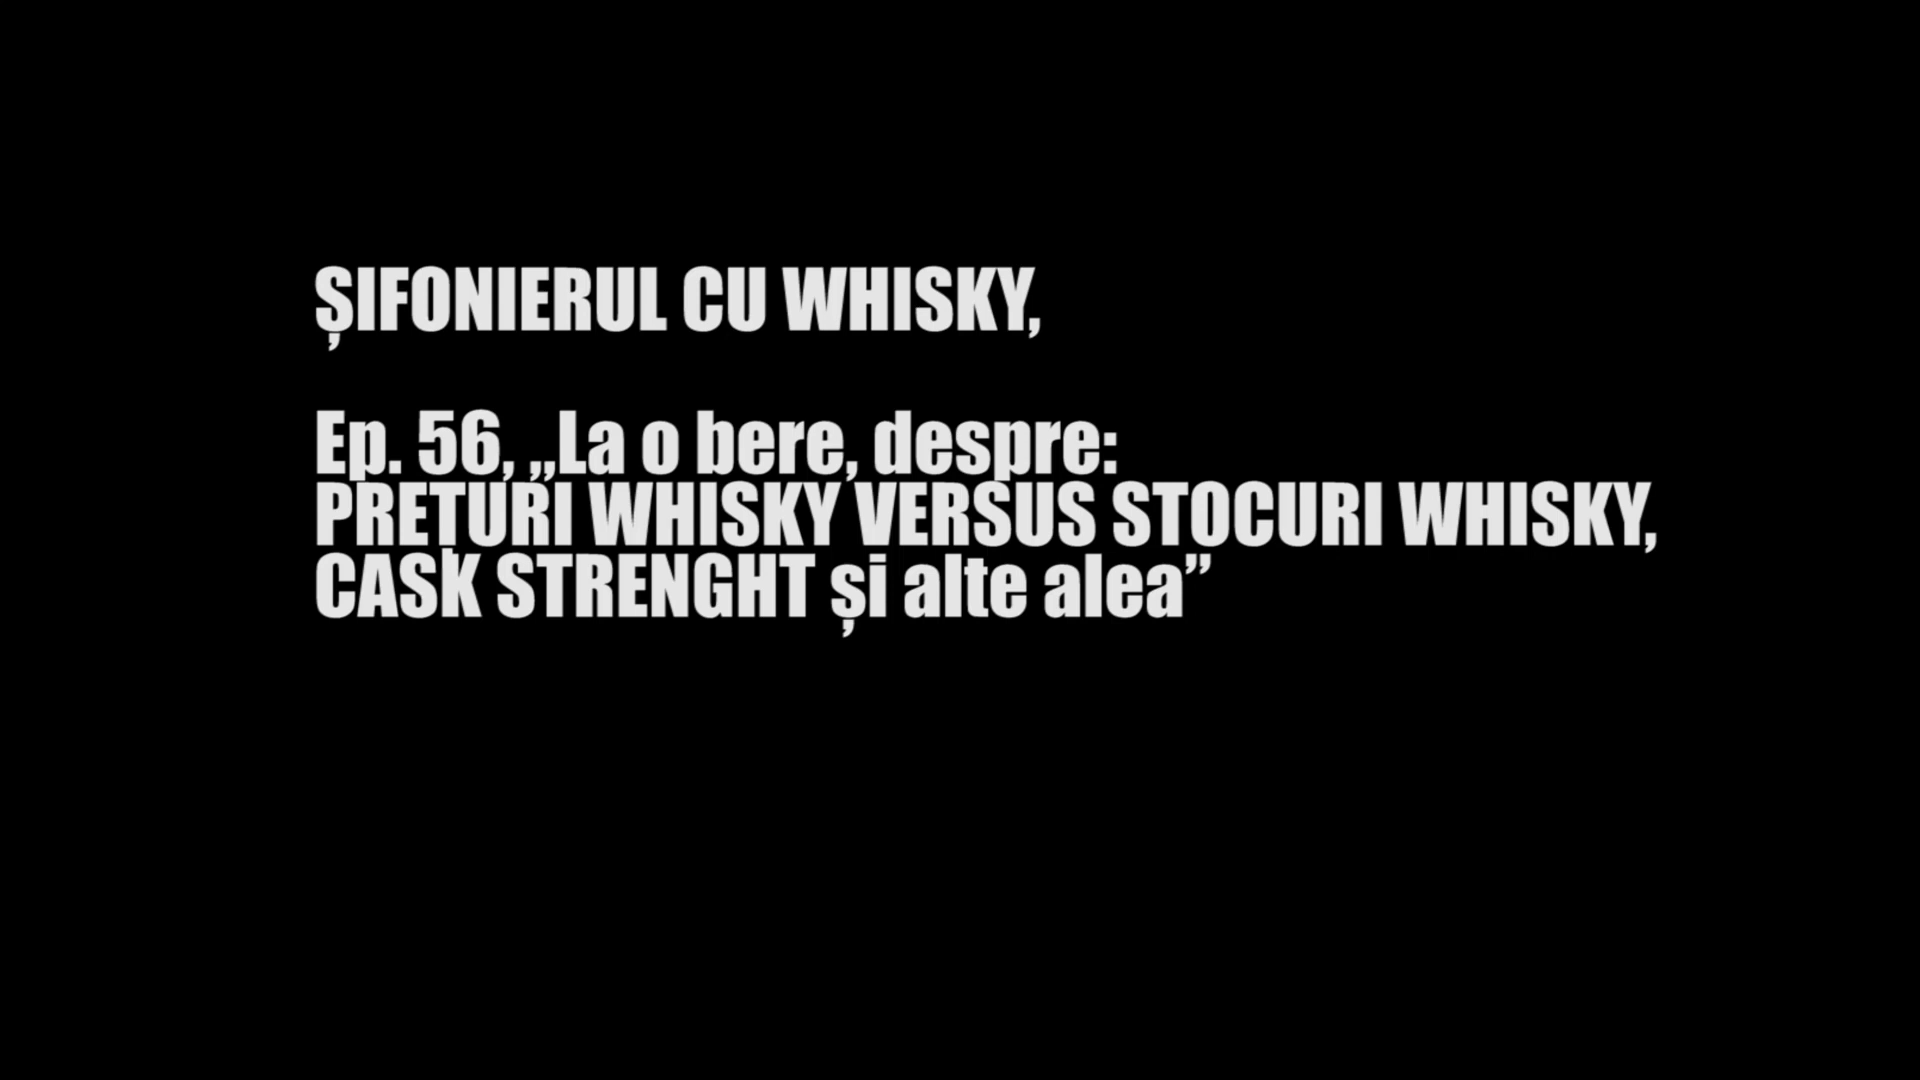 ȘIFONIERUL CU WHISKY,
Ep. 56, „La o bere, despre:
PREȚURI WHISKY VERSUS STOCURI WHISKY,
CASK STRENGHT și alte alea”